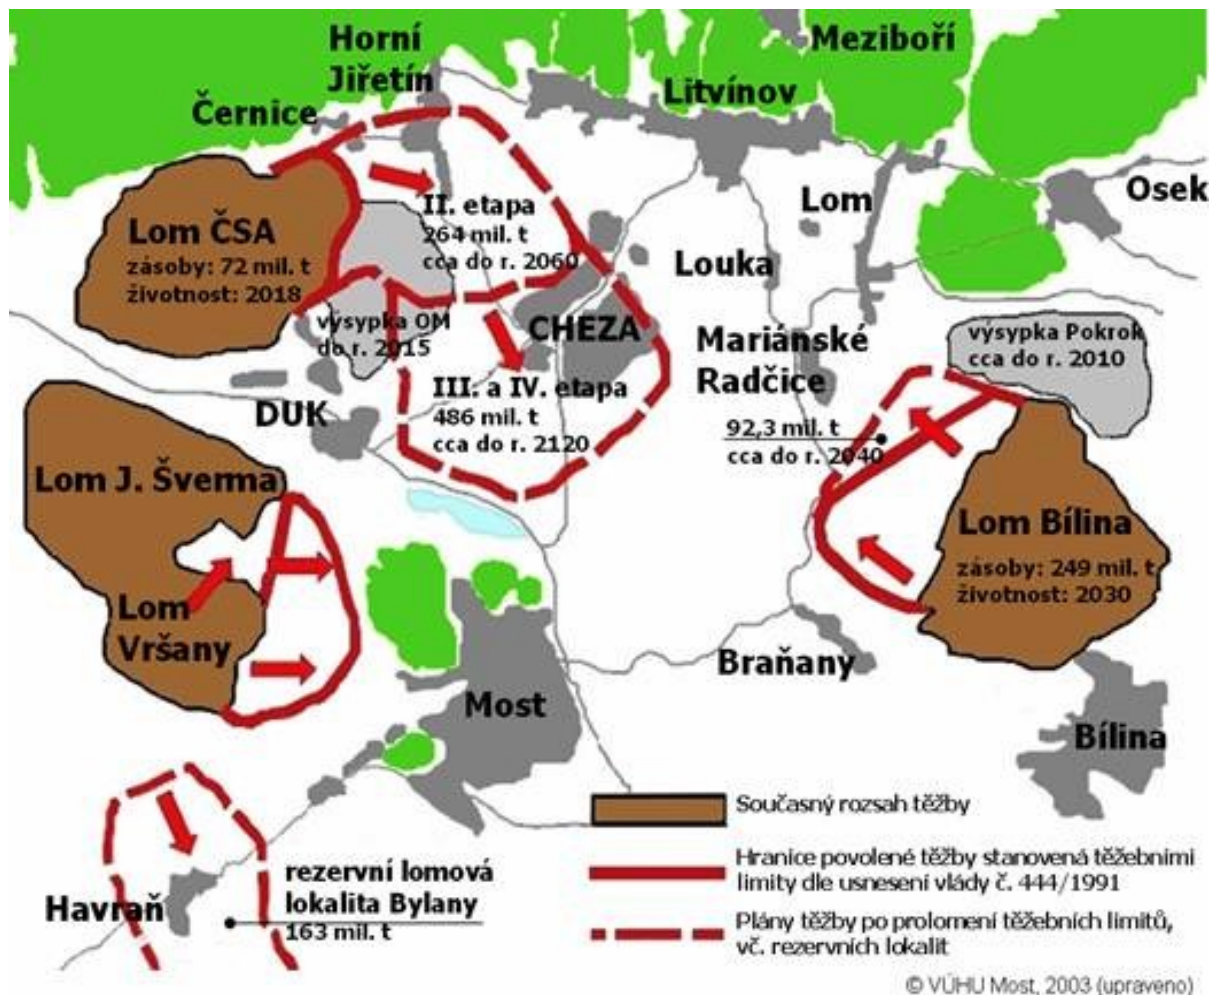 Horní
Jiřetín
Meziboří
Litvínov
Černice
Osek
Lom
II. etapa
264 mil. t
cca do r. 2060
Lom ČSA
zásoby: 72 mil. t
životnost: 2018
Louka
výsypka OM
do r. 2015
CHEZA
Mariánské
Radčice
výsypka Pokrok
cca do r. 2010
III. a IV. etapa
486 mil. t
cca do r. 2120
DUK
92,3 mil. t
cca do r. 2040
Lom J. Šverma
Lom Bílina
zásoby: 249 mil. t
životnost: 2030
Lom
Vršany
Braňany
Most
Bílina
Současný rozsah těžby
Hranice povolené těžby stanovená těžebními
limity dle usnesení vlády č. 444/1991
Plány těžby po prolomení těžebních limitů,
vč. rezervních lokalit
rezervní lomová
lokalita Bylany
163 mil. t
Havraň
© VÚHU Most, 2003 (upraveno)